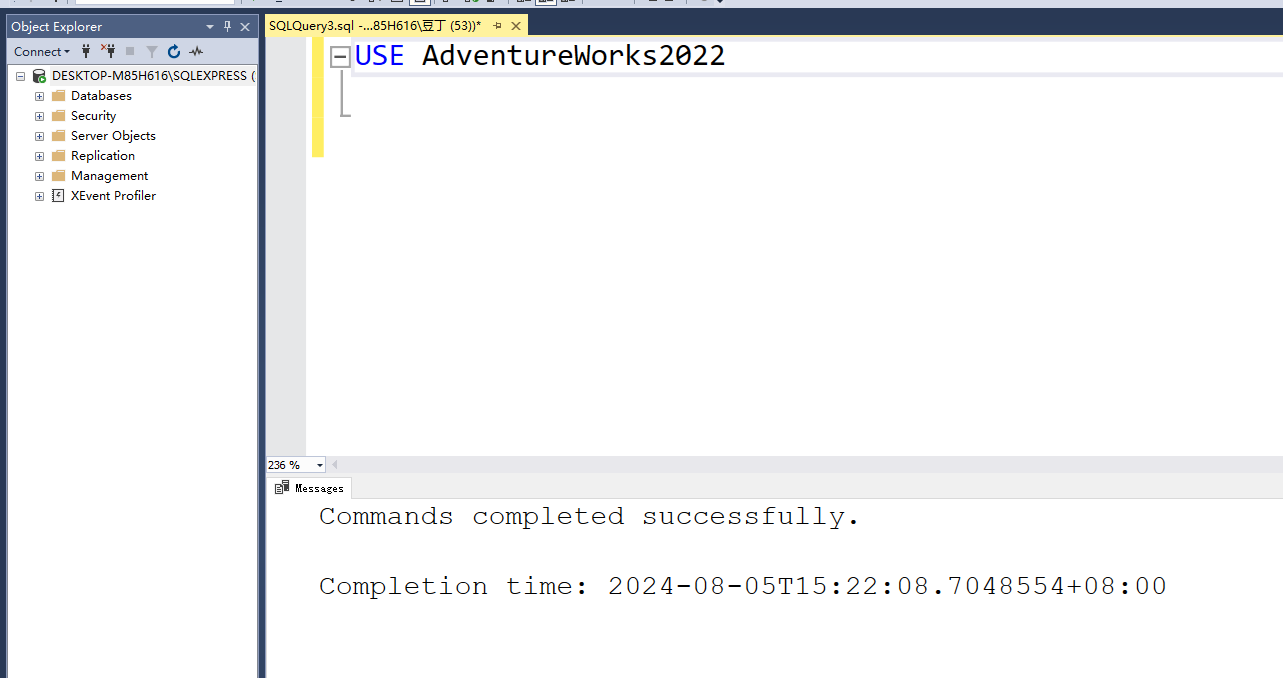 Object Explorer
Connect
DESKTOP-M85H616\SQLEXPRESS (
Databases
Security
Server Objects
Replication
Management
XEvent Profiler
SQLQuery3.sql -...85H616\豆丁 (53))*
USE AdventureWorks2022
236 %
Messages
Commands completed successfully.
Completion time: 2024-08-05T15:22:08.7048554+08:00